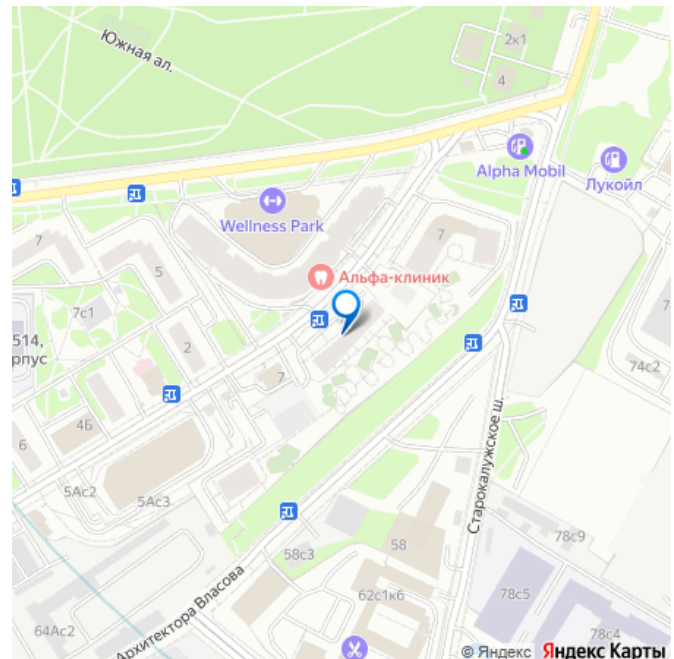 Южная ал.
2к1
4
Alpha Mobil
Лукойл
Wellness Park
7
7
5
Альфа-клиник
7с1
514,
рпус
2
7
74с2
4Б
6
5Ас2
5Ас3
Старокалужское ш.
58с3
58
78с9
62с1к6
78с5
64Ас2
Архитектора Власова
78с4
© Яндекс Яндекс Карты